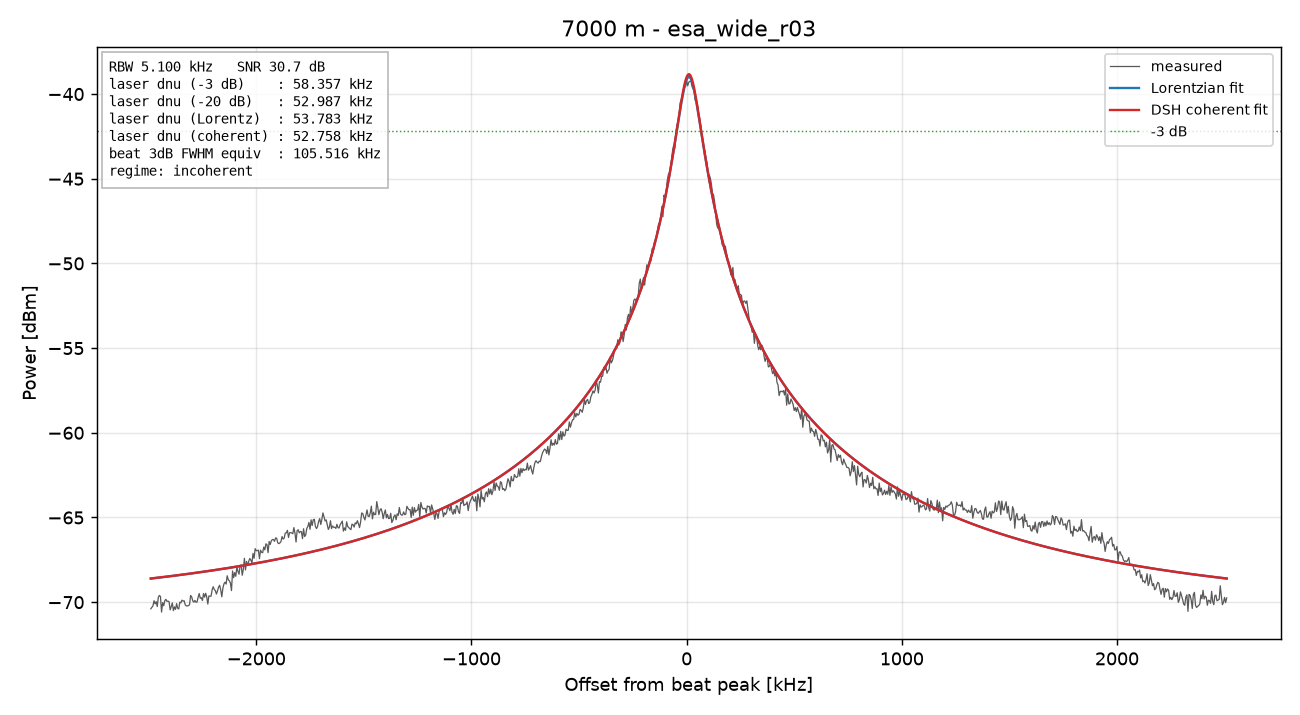 7000 m - esa_wide_r03
RBW 5.100 kHz   SNR 30.7 dB
laser dnu (-3 dB)    : 58.357 kHz
laser dnu (-20 dB)   : 52.987 kHz
laser dnu (Lorentz)  : 53.783 kHz
laser dnu (coherent) : 52.758 kHz
beat 3dB FWHM equiv  : 105.516 kHz
regime: incoherent
measured
Lorentzian fit
DSH coherent fit
-3 dB
Power [dBm]
−40
−45
−50
−55
−60
−65
−70
−2000
−1000
0
1000
2000
Offset from beat peak [kHz]